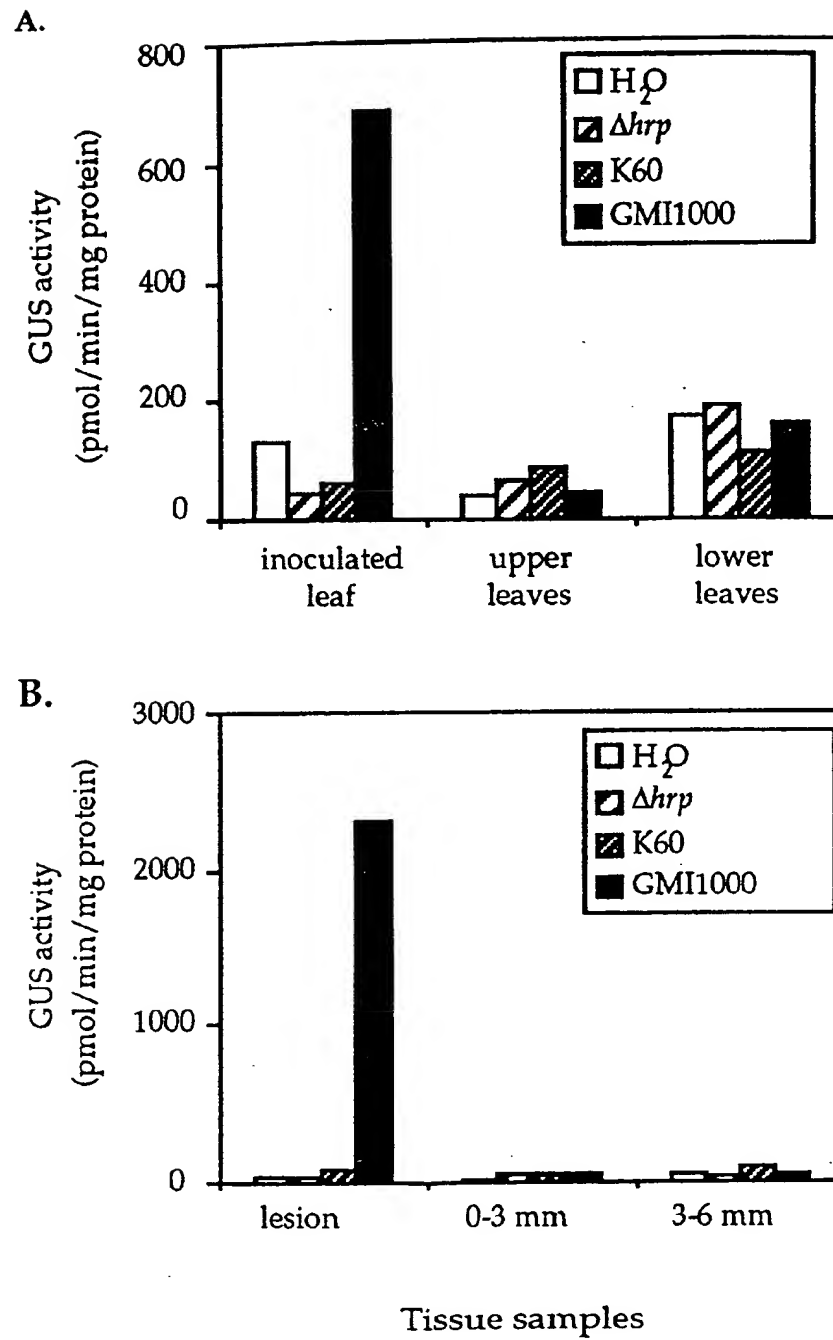 A.
800
600
400
200
0
GUS activity
(pmol/min/mg protein)
H₂O
Δhrp
K60
GMI1000
inoculated
leaf
upper
leaves
lower
leaves
B.
3000
2000
1000
0
GUS activity
(pmol/min/mg protein)
H₂O
Δhrp
K60
GMI1000
lesion
0-3 mm
3-6 mm
Tissue samples